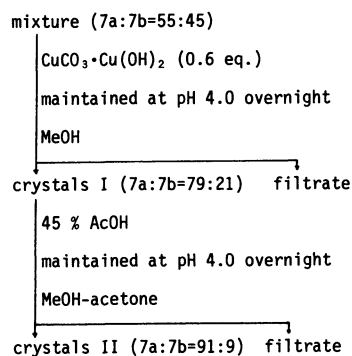 mixture (7a:7b=55:45)
CuCO₃•Cu(OH)₂ (0.6 eq.)
maintained at pH 4.0 overnight
MeOH
crystals I (7a:7b=79:21) filtrate
45 % AcOH
maintained at pH 4.0 overnight
MeOH-acetone
crystals II (7a:7b=91:9) filtrate